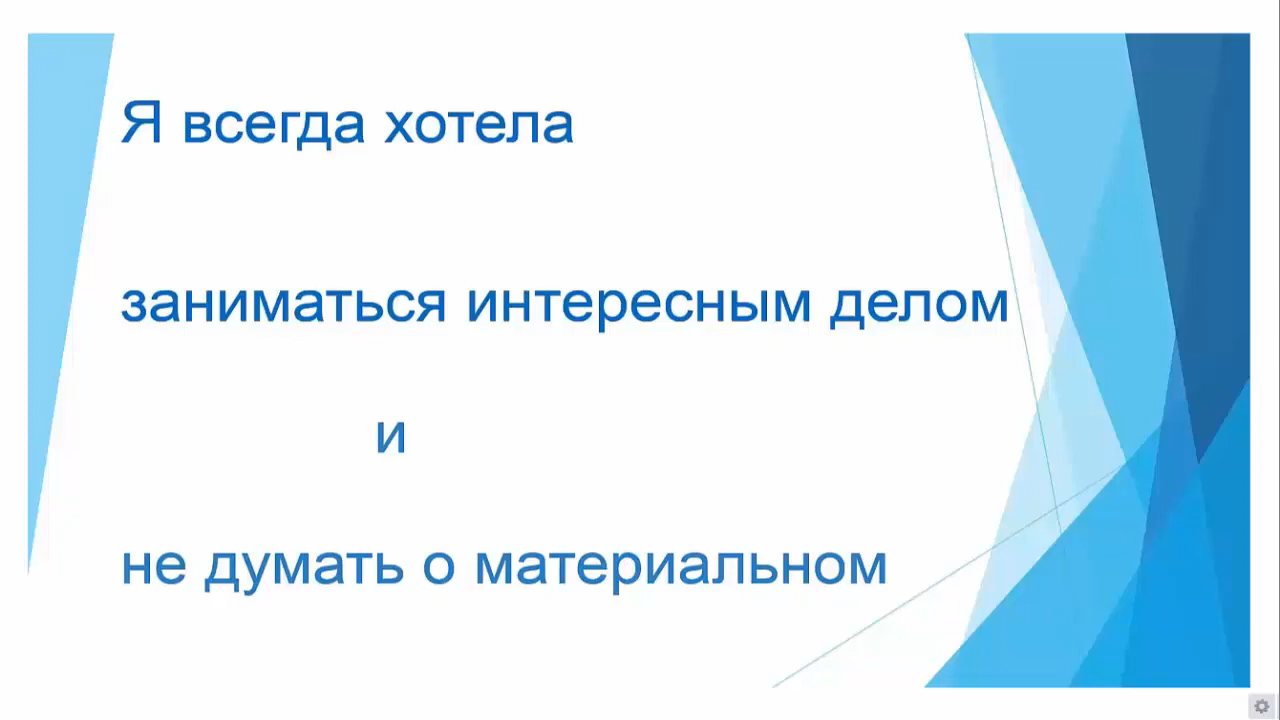 Я всегда хотела
заниматься интересным делом
и
не думать о материальном